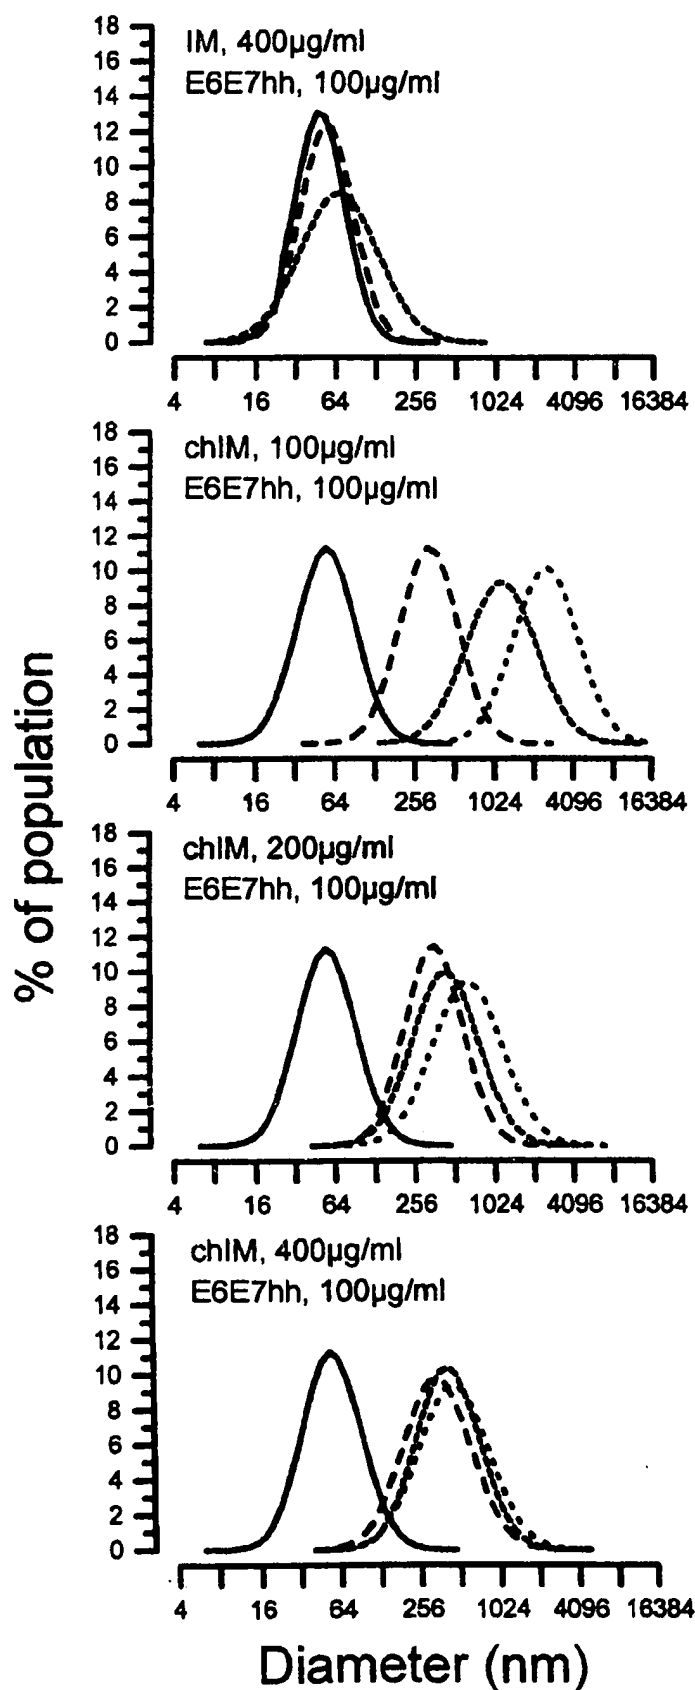 % of population
18
16
14
12
10
8
6
4
2
0
IM, 400µg/ml
E6E7hh, 100µg/ml
4 16 64 256 1024 4096 16384
18
16
14
12
10
8
6
4
2
0
chIM, 100µg/ml
E6E7hh, 100µg/ml
4 16 64 256 1024 4096 16384
18
16
14
12
10
8
6
4
2
0
chIM, 200µg/ml
E6E7hh, 100µg/ml
4 16 64 256 1024 4096 16384
18
16
14
12
10
8
6
4
2
0
chIM, 400µg/ml
E6E7hh, 100µg/ml
4 16 64 256 1024 4096 16384
Diameter (nm)